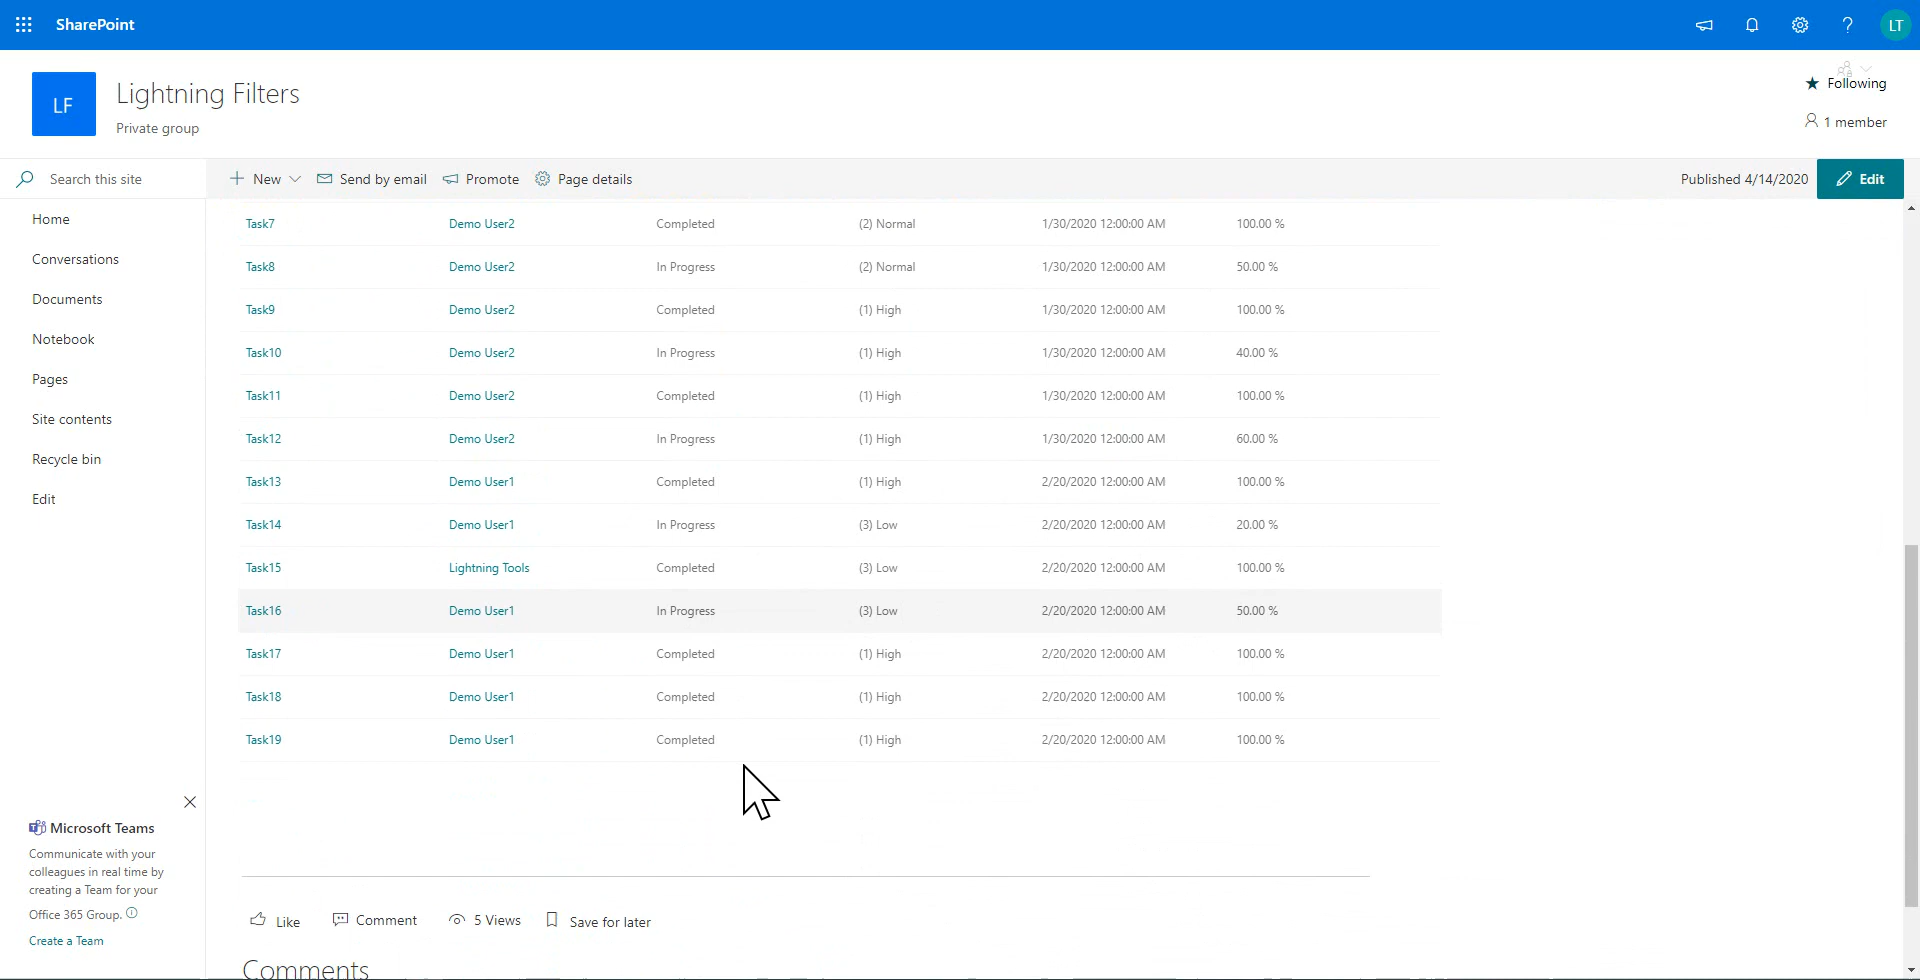 SharePoint
LT
LF
Lightning Filters
Private group
Following
1 member
Search this site
New
Send by email
Promote
Page details
Published 4/14/2020
Edit
Home
Conversations
Documents
Notebook
Pages
Site contents
Recycle bin
Edit
Task7 Demo User2 Completed (2) Normal 1/30/2020 12:00:00 AM 100.00 %
Task8 Demo User2 In Progress (2) Normal 1/30/2020 12:00:00 AM 50.00 %
Task9 Demo User2 Completed (1) High 1/30/2020 12:00:00 AM 100.00 %
Task10 Demo User2 In Progress (1) High 1/30/2020 12:00:00 AM 40.00 %
Task11 Demo User2 Completed (1) High 1/30/2020 12:00:00 AM 100.00 %
Task12 Demo User2 In Progress (1) High 1/30/2020 12:00:00 AM 60.00 %
Task13 Demo User1 Completed (1) High 2/20/2020 12:00:00 AM 100.00 %
Task14 Demo User1 In Progress (3) Low 2/20/2020 12:00:00 AM 20.00 %
Task15 Lightning Tools Completed (3) Low 2/20/2020 12:00:00 AM 100.00 %
Task16 Demo User1 In Progress (3) Low 2/20/2020 12:00:00 AM 50.00 %
Task17 Demo User1 Completed (1) High 2/20/2020 12:00:00 AM 100.00 %
Task18 Demo User1 Completed (1) High 2/20/2020 12:00:00 AM 100.00 %
Task19 Demo User1 Completed (1) High 2/20/2020 12:00:00 AM 100.00 %
Microsoft Teams
Communicate with your
colleagues in real time by
creating a Team for your
Office 365 Group.
Create a Team
Like
Comment
5 Views
Save for later
Comments